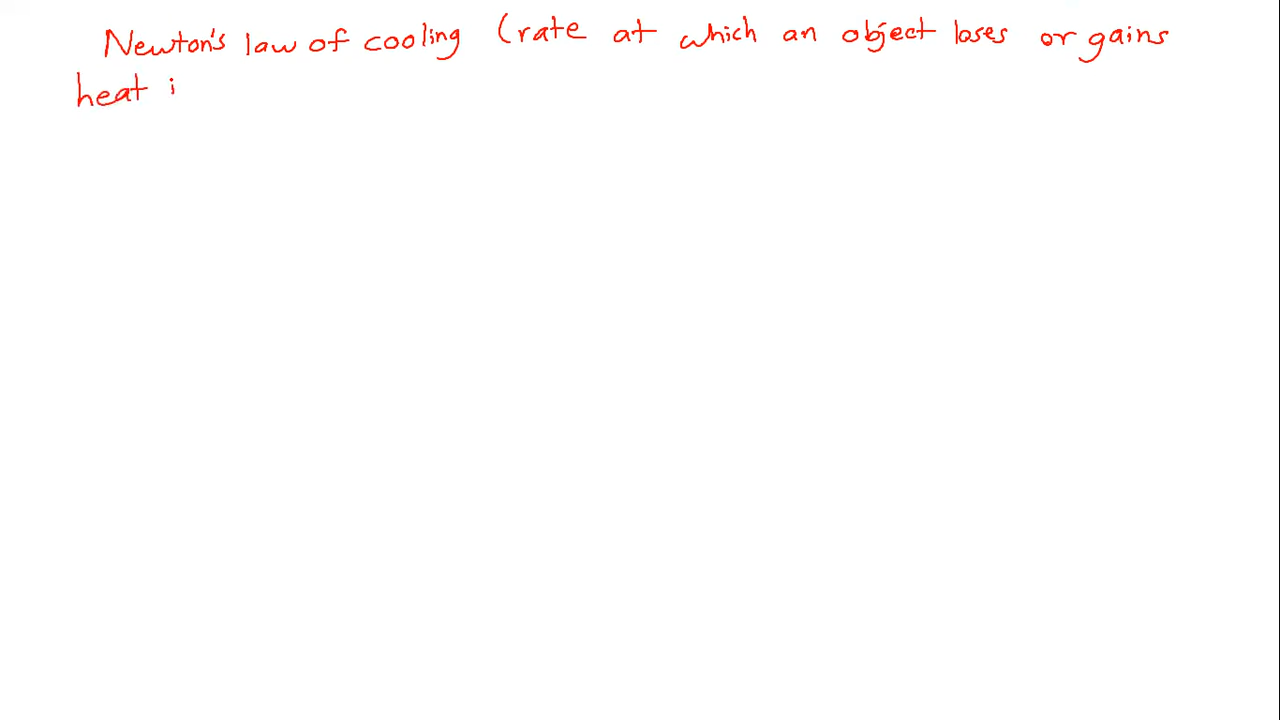 Newton's law of cooling (rate at which an object loses or gains
heat i